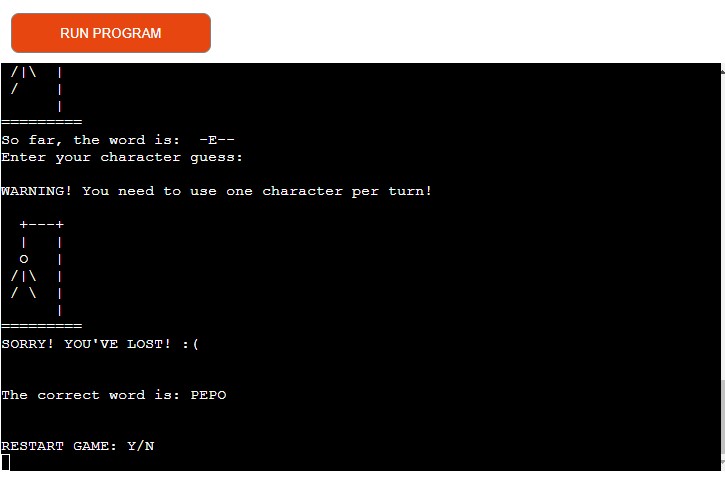 RUN PROGRAM
 /|\  |
 /    |
      |
=========
So far, the word is:  -E--
Enter your character guess:
WARNING! You need to use one character per turn!
  +---+
  |   |
  O   |
 /|\  |
 / \  |
      |
=========
SORRY! YOU'VE LOST! :(
The correct word is: PEPO
RESTART GAME: Y/N